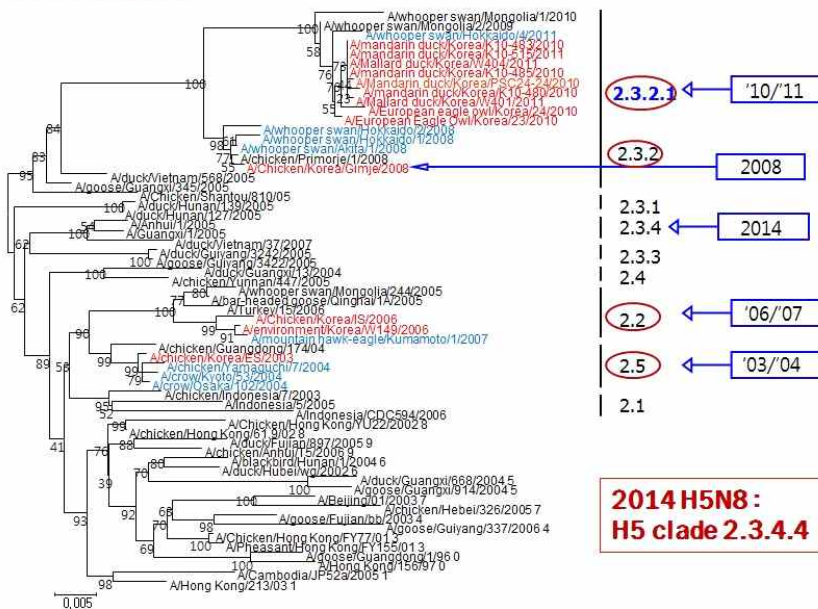 A/whooper swan/Mongolia/1/2010
A/whooper swan/Mongolia/2/2009
A/whooper swan/Hokkaido/4/2011
A/mandarin duck/Korea/K10-483/2010
A/mandarin duck/Korea/K10-515/2011
A/Mallard duck/Korea/W404/2011
A/mandarin duck/Korea/K10-485/2010
A/Mandarin duck/Korea/PSC24-24/2010
A/mandarin duck/Korea/K10-480/2010
A/Mallard duck/Korea/W401/2011
A/European eagle owl/Korea/24/2010
A/European Eagle Owl/Korea/23/2010
A/whooper swan/Hokkaido/2/2008
A/whooper swan/Hokkaido/1/2008
A/whooper swan/Akita/1/2008
A/chicken/Primorje/1/2008
A/Chicken/Korea/Gimje/2008
A/duck/Vietnam/568/2005
A/goose/Guangxi/345/2005
A/Chicken/Shantou/810/05
A/duck/Hunan/139/2005
A/duck/Hunan/127/2005
A/Anhui/1/2005
A/Guangxi/1/2005
A/duck/Vietnam/37/2007
A/duck/Guiyang/3242/2005
A/goose/Guiyang/3422/2005
A/duck/Guangxi/13/2004
A/chicken/Yunnan/447/2005
A/whooper swan/Mongolia/244/2005
A/bar-headed goose/Qinghai/1A/2005
A/Turkey/15/2006
A/Chicken/Korea/IS/2006
A/environment/Korea/W149/2006
A/mountain hawk-eagle/Kumamoto/1/2007
A/chicken/Guangdong/174/04
A/chicken/Korea/ES/2003
A/chicken/Yamaguchi/7/2004
A/crow/Kyoto/53/2004
A/crow/Osaka/102/2004
A/chicken/Indonesia/7/2003
A/Indonesia/5/2005
A/Indonesia/CDC594/2006
A/Chicken/Hong Kong/YU22/2002 8
A/chicken/Hong Kong/61.9/02 8
A/duck/Fujian/897/2005 9
A/chicken/Anhui/T5/2006 9
A/blackbird/Hunan/1/2004 6
A/duck/Hubei/wg/2002 6
A/duck/Guangxi/668/2004 5
A/goose/Guangxi/914/2004 5
A/Beijing/01/2003 7
A/chicken/Hebei/326/2005 7
A/goose/Fujian/bb/2003 4
A/goose/Guiyang/337/2006 4
A/Chicken/Hong Kong/FY77/01 3
A/Pheasant/Hong Kong/FY155/01 3
A/goose/Guangdong/1/96 0
A/Hong Kong/156/97 0
A/Cambodia/JP52a/2005 1
A/Hong Kong/213/03 1
0,005
2.3.2.1
'10/'11
2.3.2
2008
2.3.1
2.3.4
2014
2.3.3
2.4
2.2
'06/'07
2.5
'03/'04
2.1
2014 H5N8 :
H5 clade 2.3.4.4